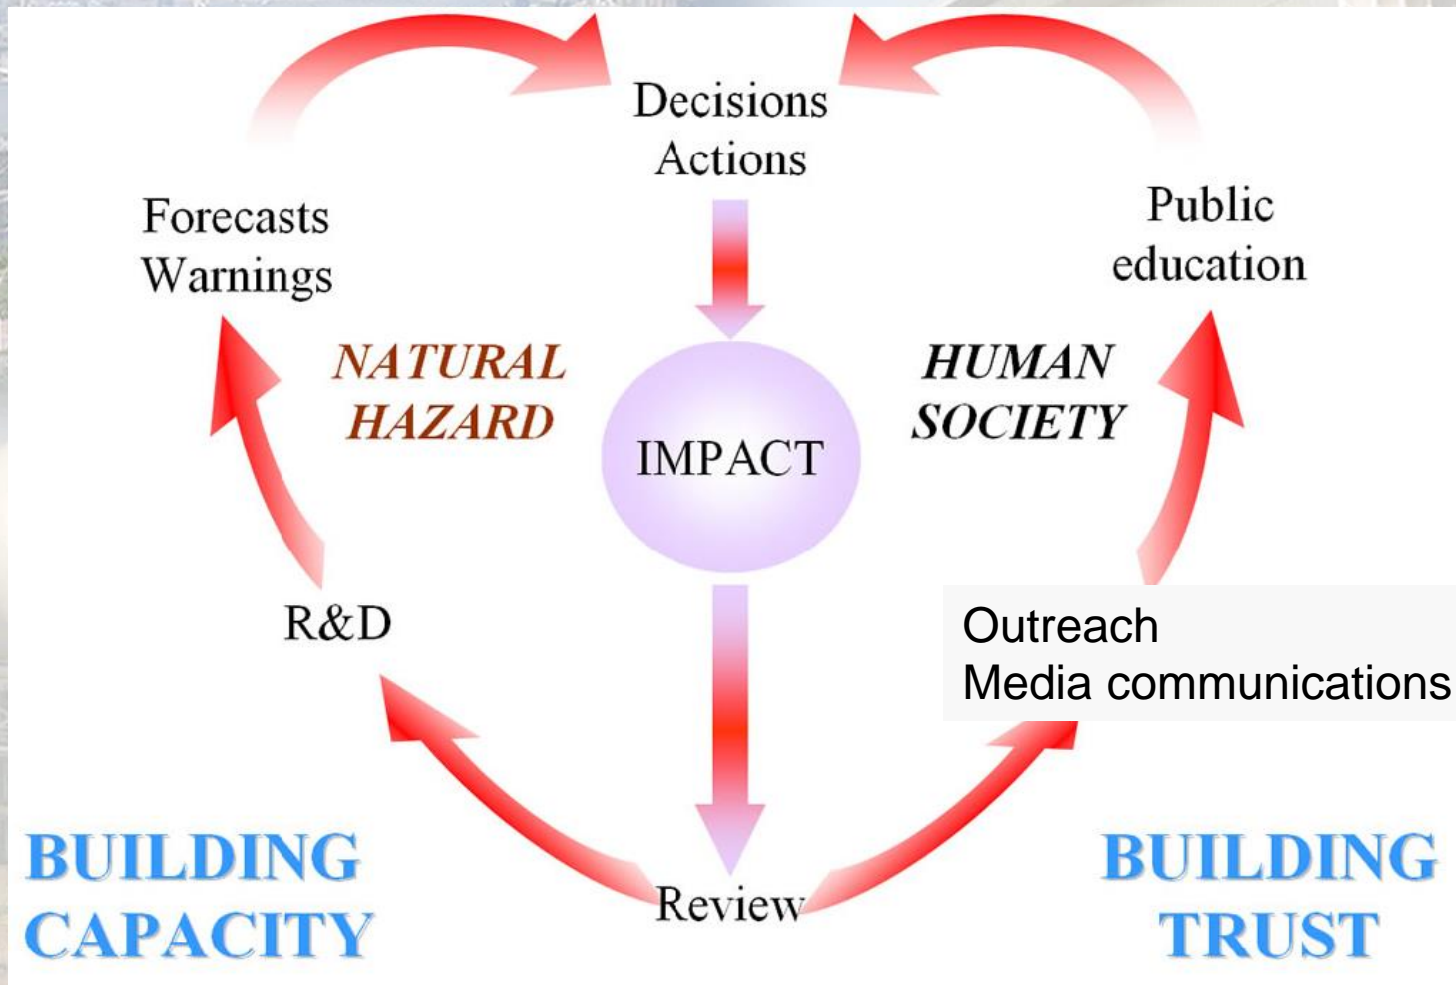 Decisions
Actions
Forecasts
Warnings
Public
education
NATURAL
HAZARD
HUMAN
SOCIETY
IMPACT
R&D
Outreach
Media communications
BUILDING
CAPACITY
Review
BUILDING
TRUST